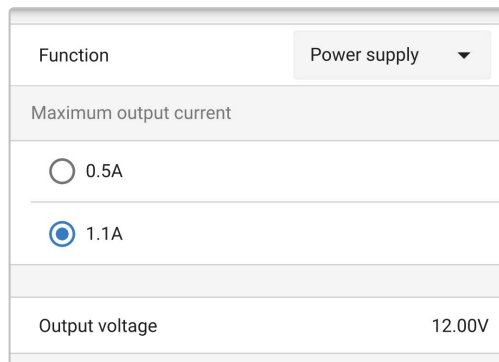 Function Power supply
Maximum output current
0.5A
1.1A
Output voltage 12.00V